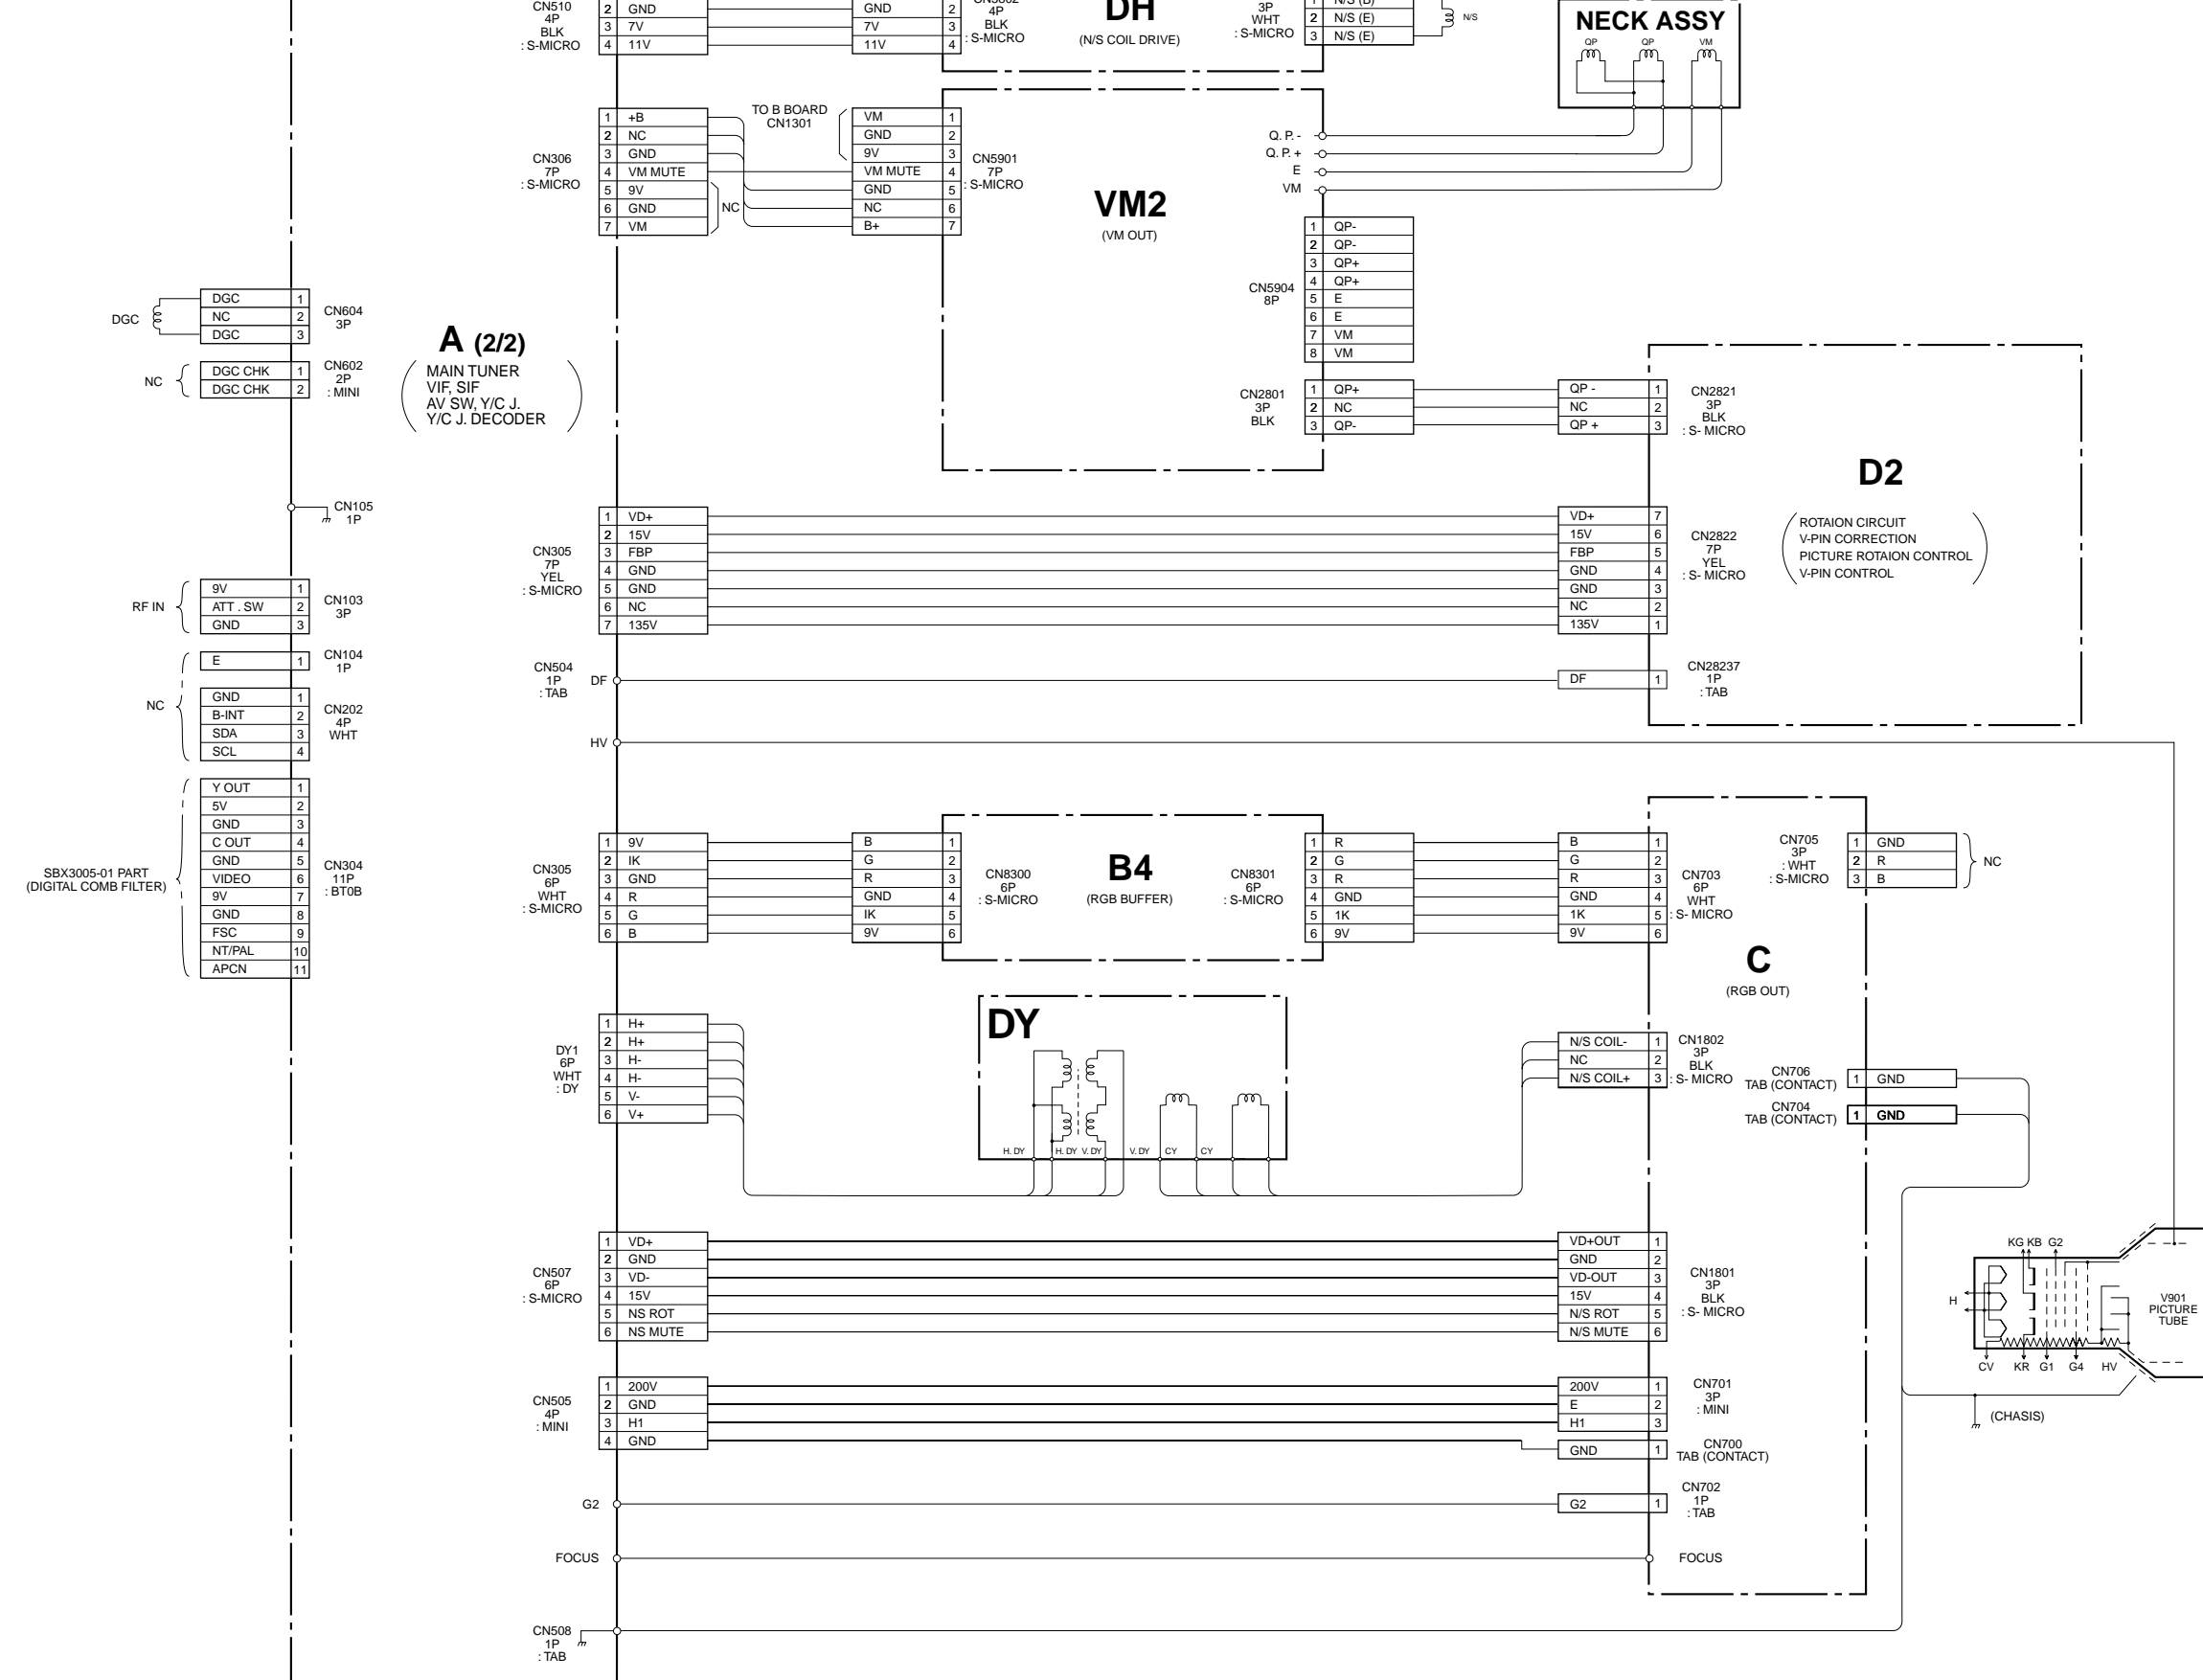 CN510
4P
BLK
: S-MICRO
2 GND
3 7V
4 11V
GND 2
7V 3
11V 4
4P
BLK
: S-MICRO
DH
(N/S COIL DRIVE)
3P
WHT
: S-MICRO
2 N/S (E)
3 N/S (E)
N/S
NECK ASSY
QP QP VM
CN306
7P
: S-MICRO
1 +B
2 NC
3 GND
4 VM MUTE
5 9V
6 GND
7 VM
NC
TO B BOARD
CN1301
VM 1
GND 2
9V 3
VM MUTE 4
GND 5
NC 6
B+ 7
CN5901
7P
: S-MICRO
VM2
(VM OUT)
Q. P. -
Q. P. +
E
VM
CN5904
8P
1 QP-
2 QP-
3 QP+
4 QP+
5 E
6 E
7 VM
8 VM
CN2801
3P
BLK
1 QP+
2 NC
3 QP-
QP - 1
NC 2
QP + 3
CN2821
3P
BLK
: S- MICRO
D2
ROTAION CIRCUIT
V-PIN CORRECTION
PICTURE ROTAION CONTROL
V-PIN CONTROL
DGC
DGC 1
NC 2
DGC 3
CN604
3P
NC
DGC CHK 1
DGC CHK 2
CN602
2P
: MINI
A (2/2)
MAIN TUNER
VIF, SIF
AV SW, Y/C J.
Y/C J. DECODER
CN105
1P
RF IN
9V 1
ATT . SW 2
GND 3
CN103
3P
NC
E 1
CN104
1P
GND 1
B-INT 2
SDA 3
SCL 4
CN202
4P
WHT
SBX3005-01 PART
(DIGITAL COMB FILTER)
Y OUT 1
5V 2
GND 3
C OUT 4
GND 5
VIDEO 6
9V 7
GND 8
FSC 9
NT/PAL 10
APCN 11
CN304
11P
: BT0B
CN305
7P
YEL
: S-MICRO
1 VD+
2 15V
3 FBP
4 GND
5 GND
6 NC
7 135V
VD+ 7
15V 6
FBP 5
GND 4
GND 3
NC 2
135V 1
CN2822
7P
YEL
: S- MICRO
CN504
1P
: TAB
DF
DF 1
CN28237
1P
: TAB
HV
CN305
6P
WHT
: S-MICRO
1 9V
2 IK
3 GND
4 R
5 G
6 B
B 1
G 2
R 3
GND 4
IK 5
9V 6
CN8300
6P
: S-MICRO
B4
(RGB BUFFER)
CN8301
6P
: S-MICRO
1 R
2 G
3 R
4 GND
5 1K
6 9V
B 1
G 2
R 3
GND 4
1K 5
9V 6
CN703
6P
WHT
: S- MICRO
CN705
3P
: WHT
: S-MICRO
1 GND
2 R
3 B
NC
C
(RGB OUT)
DY1
6P
WHT
: DY
1 H+
2 H+
3 H-
4 H-
5 V-
6 V+
DY
H. DY H. DY V. DY V. DY CY CY
N/S COIL- 1
NC 2
N/S COIL+ 3
CN1802
3P
BLK
: S- MICRO
CN706
TAB (CONTACT)
1 GND
CN704
TAB (CONTACT)
1 GND
CN507
6P
: S-MICRO
1 VD+
2 GND
3 VD-
4 15V
5 NS ROT
6 NS MUTE
VD+OUT 1
GND 2
VD-OUT 3
15V 4
N/S ROT 5
N/S MUTE 6
CN1801
3P
BLK
: S- MICRO
KG KB G2
H
CV KR G1 G4 HV
V901
PICTURE
TUBE
(CHASIS)
CN505
4P
: MINI
1 200V
2 GND
3 H1
4 GND
200V 1
E 2
H1 3
CN701
3P
: MINI
GND 1
CN700
TAB (CONTACT)
G2
G2 1
CN702
1P
: TAB
FOCUS
FOCUS
CN508
1P
: TAB